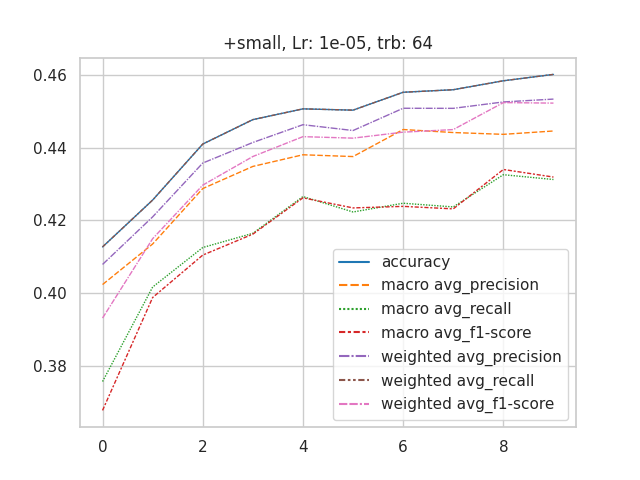 +small, Lr: 1e-05, trb: 64
0.46
0.44
0.42
0.40
0.38
0 2 4 6 8
accuracy
macro avg_precision
macro avg_recall
macro avg_f1-score
weighted avg_precision
weighted avg_recall
weighted avg_f1-score